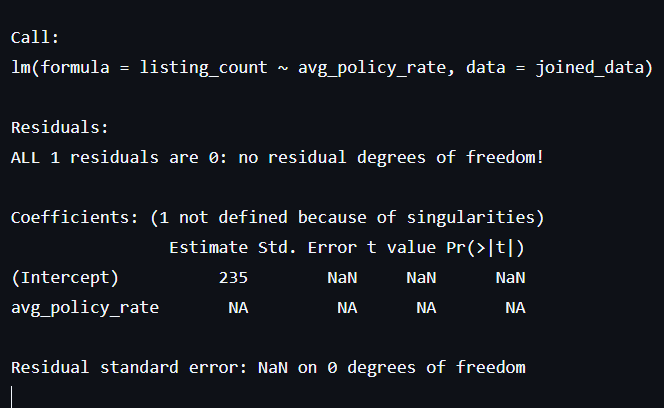 Call:
lm(formula = listing_count ~ avg_policy_rate, data = joined_data)
Residuals:
ALL 1 residuals are 0: no residual degrees of freedom!
Coefficients: (1 not defined because of singularities)
Estimate Std. Error t value Pr(>|t|)
(Intercept) 235 NaN NaN NaN
avg_policy_rate NA NA NA NA
Residual standard error: NaN on 0 degrees of freedom